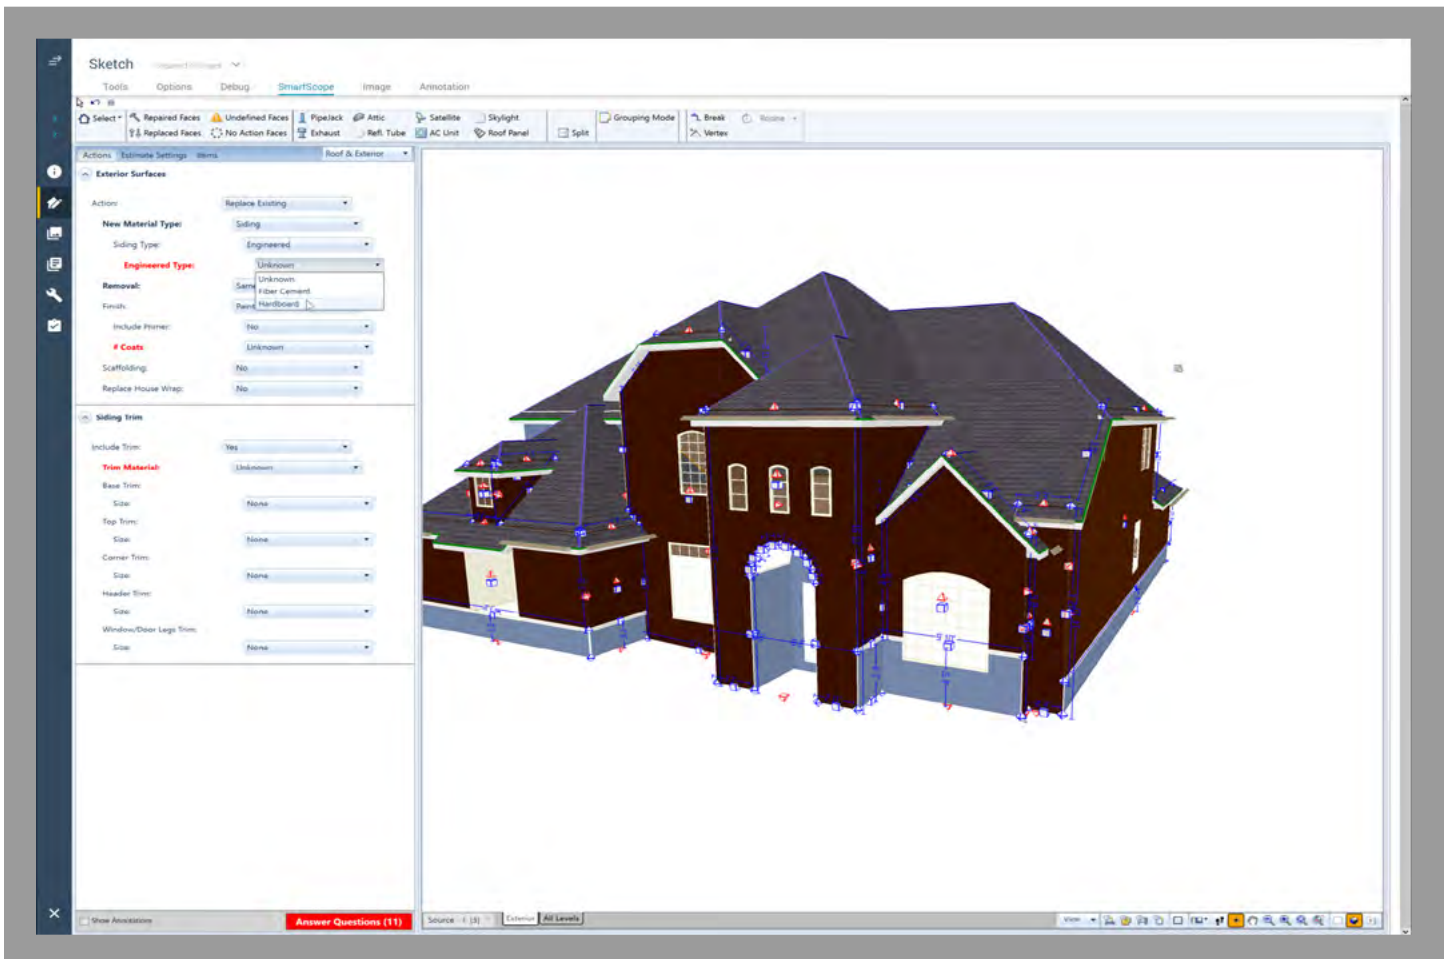 Sketch
Tools Options Debug SmartScope Image Annotation
Select Repaired Faces Undefined Faces PipeJack Attic Satellite Skylight Grouping Mode Break
Replaced Faces No Action Faces Exhaust Refl. Tube AC Unit Roof Panel Split Vertex
Actions Estimate Settings Items Roof & Exterior
Exterior Surfaces
Action: Replace Existing
New Material Type: Siding
Siding Type: Engineered
Engineered Type: Unknown
Unknown
Removal: Same
Fiber Cement
Finish: Paint
Hardboard
Include Primer: No
# Coats Unknown
Scaffolding: No
Replace House Wrap: No
Siding Trim
Include Trim: Yes
Trim Material: Unknown
Base Trim:
Size: None
Top Trim:
Size: None
Corner Trim:
Size: None
Header Trim:
Size: None
Window/Door Legs Trim:
Size: None
Show Annotations Answer Questions (11) Source Exterior All Levels View